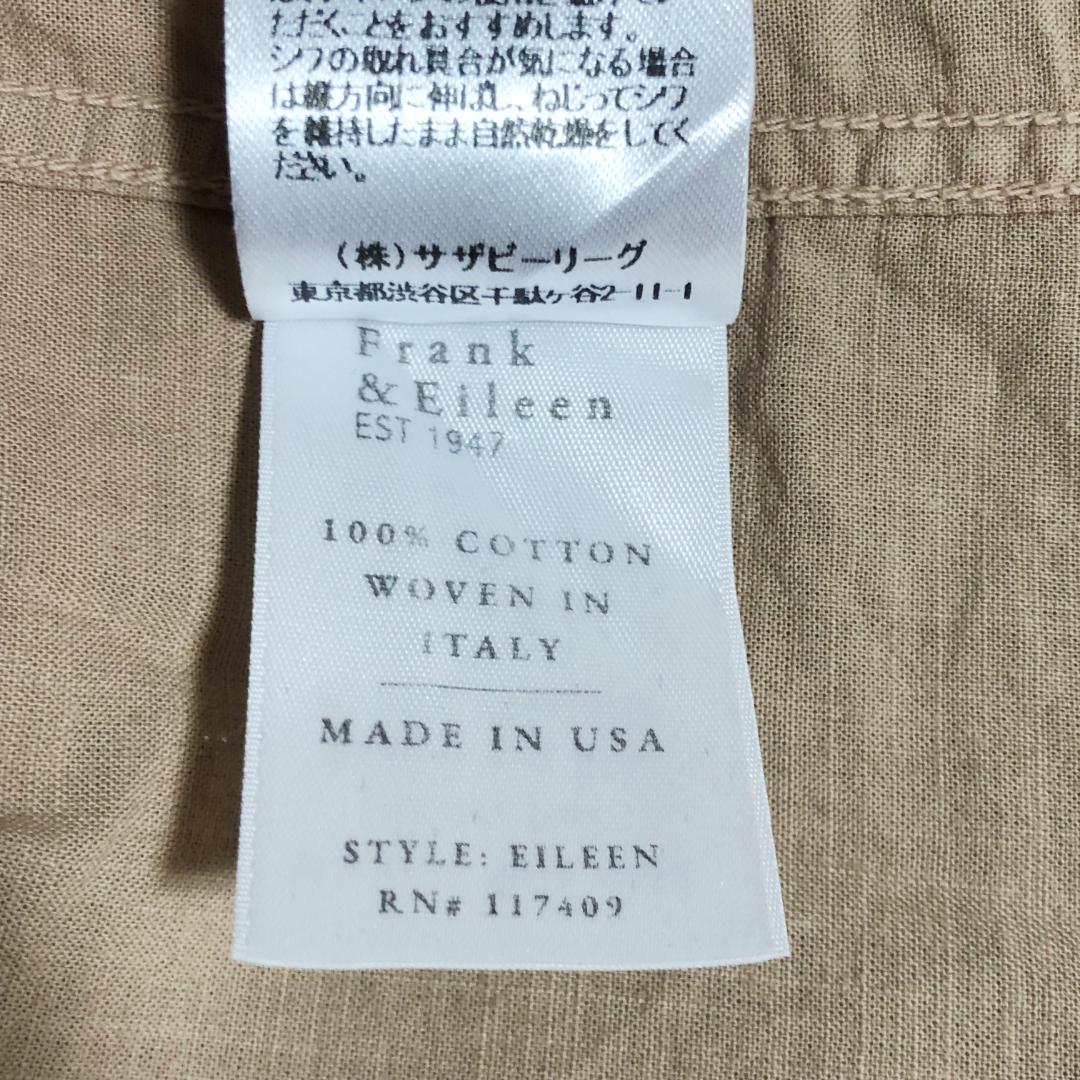 ただくことをおすすめします。
シワの取れ具合が気になる場合
は縦方向に伸ばし、ねじってシワ
を維持したまま自然乾燥をしてく
ださい。
(株)サザビーリーグ
東京都渋谷区千駄ケ谷2-11-1
Frank
& Eileen
EST 1947
100% COTTON
WOVEN IN
ITALY
MADE IN USA
STYLE: EILEEN
RN# 117409